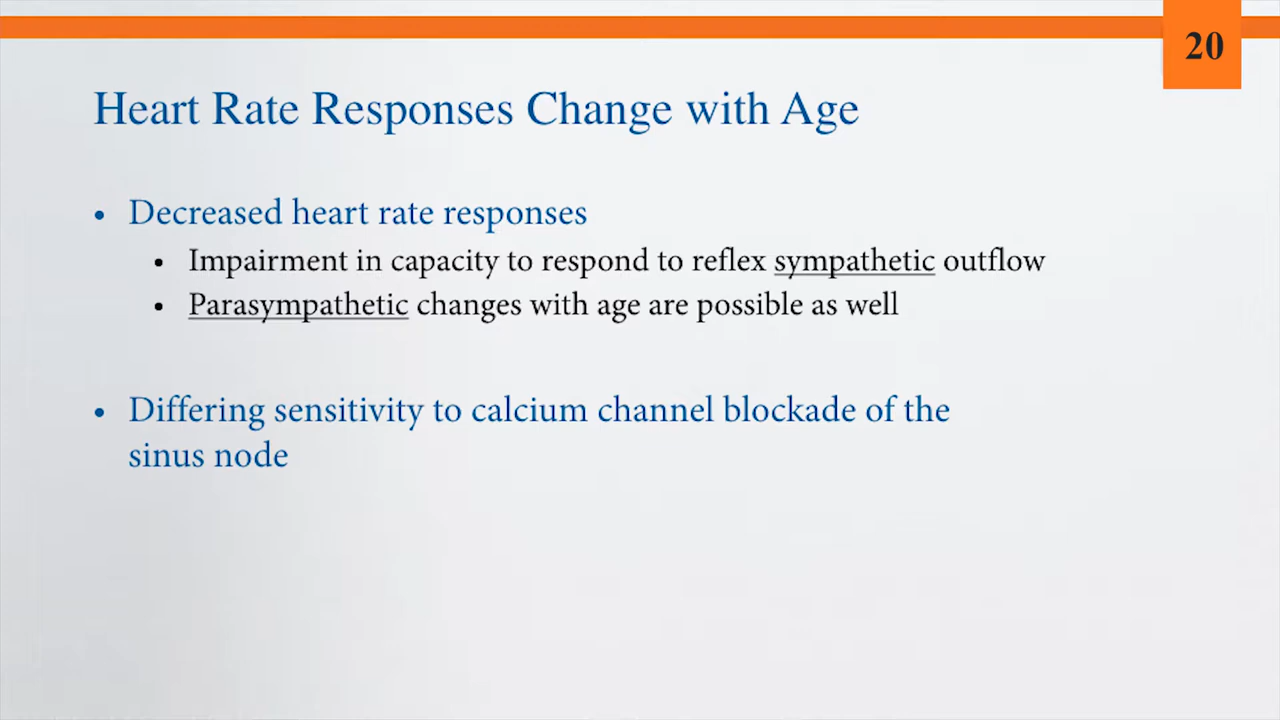 20
Heart Rate Responses Change with Age
• Decreased heart rate responses
• Impairment in capacity to respond to reflex sympathetic outflow
• Parasympathetic changes with age are possible as well
• Differing sensitivity to calcium channel blockade of the
sinus node